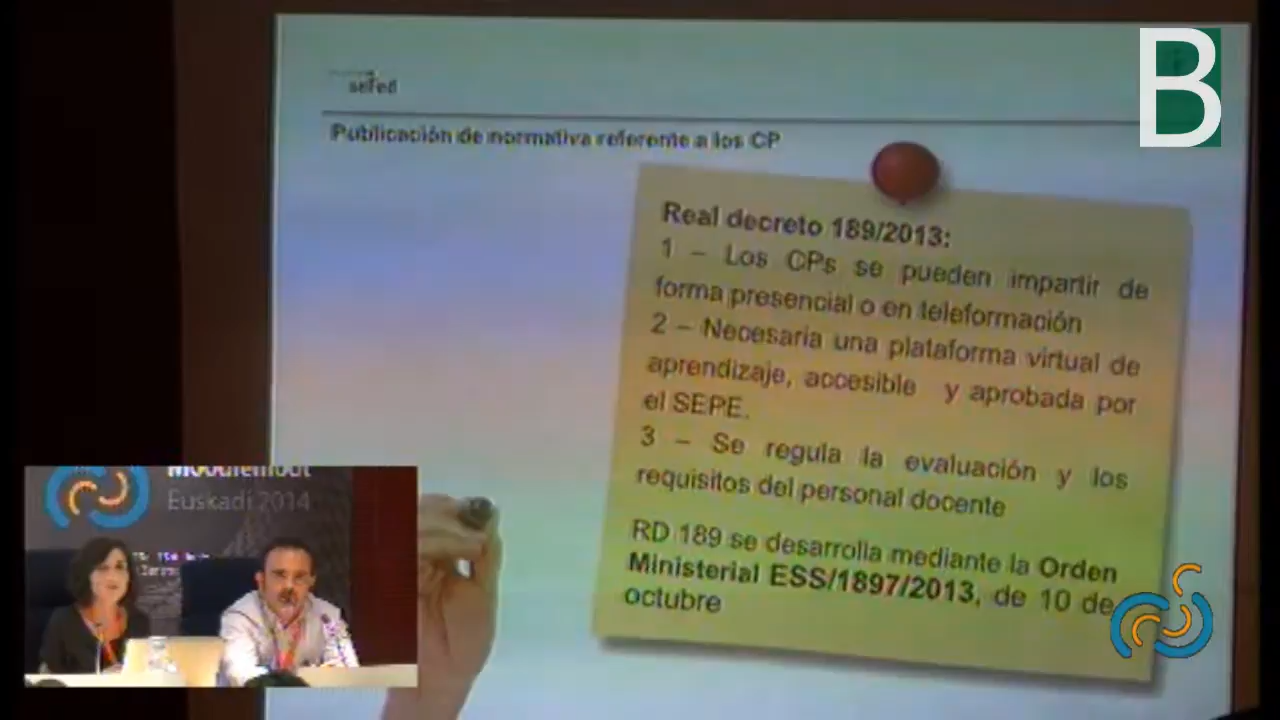 sefed
Publicación de normativa referente a los CP
B
Real decreto 189/2013:
1 – Los CPs se pueden impartir de
forma presencial o en teleformación
2 – Necesaria una plataforma virtual de
aprendizaje, accesible y aprobada por
el SEPE.
3 – Se regula la evaluación y los
requisitos del personal docente
RD 189 se desarrolla mediante la Orden
Ministerial ESS/1897/2013, de 10 de
octubre
Moodlemoot
Euskadi 2014